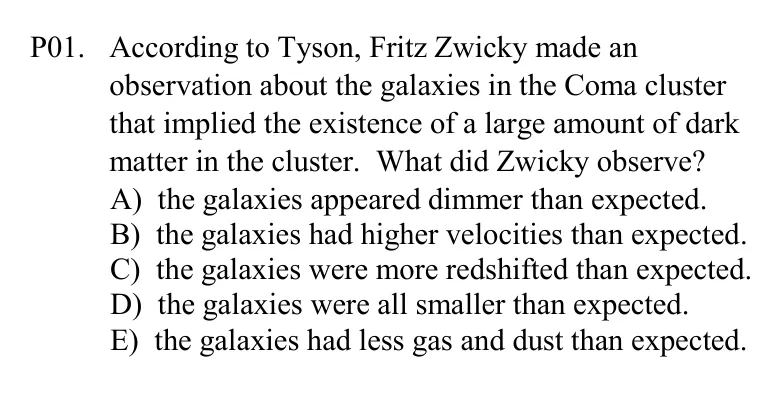 P01. According to Tyson, Fritz Zwicky made an
observation about the galaxies in the Coma cluster
that implied the existence of a large amount of dark
matter in the cluster. What did Zwicky observe?
A) the galaxies appeared dimmer than expected.
B) the galaxies had higher velocities than expected.
C) the galaxies were more redshifted than expected.
D) the galaxies were all smaller than expected.
E) the galaxies had less gas and dust than expected.